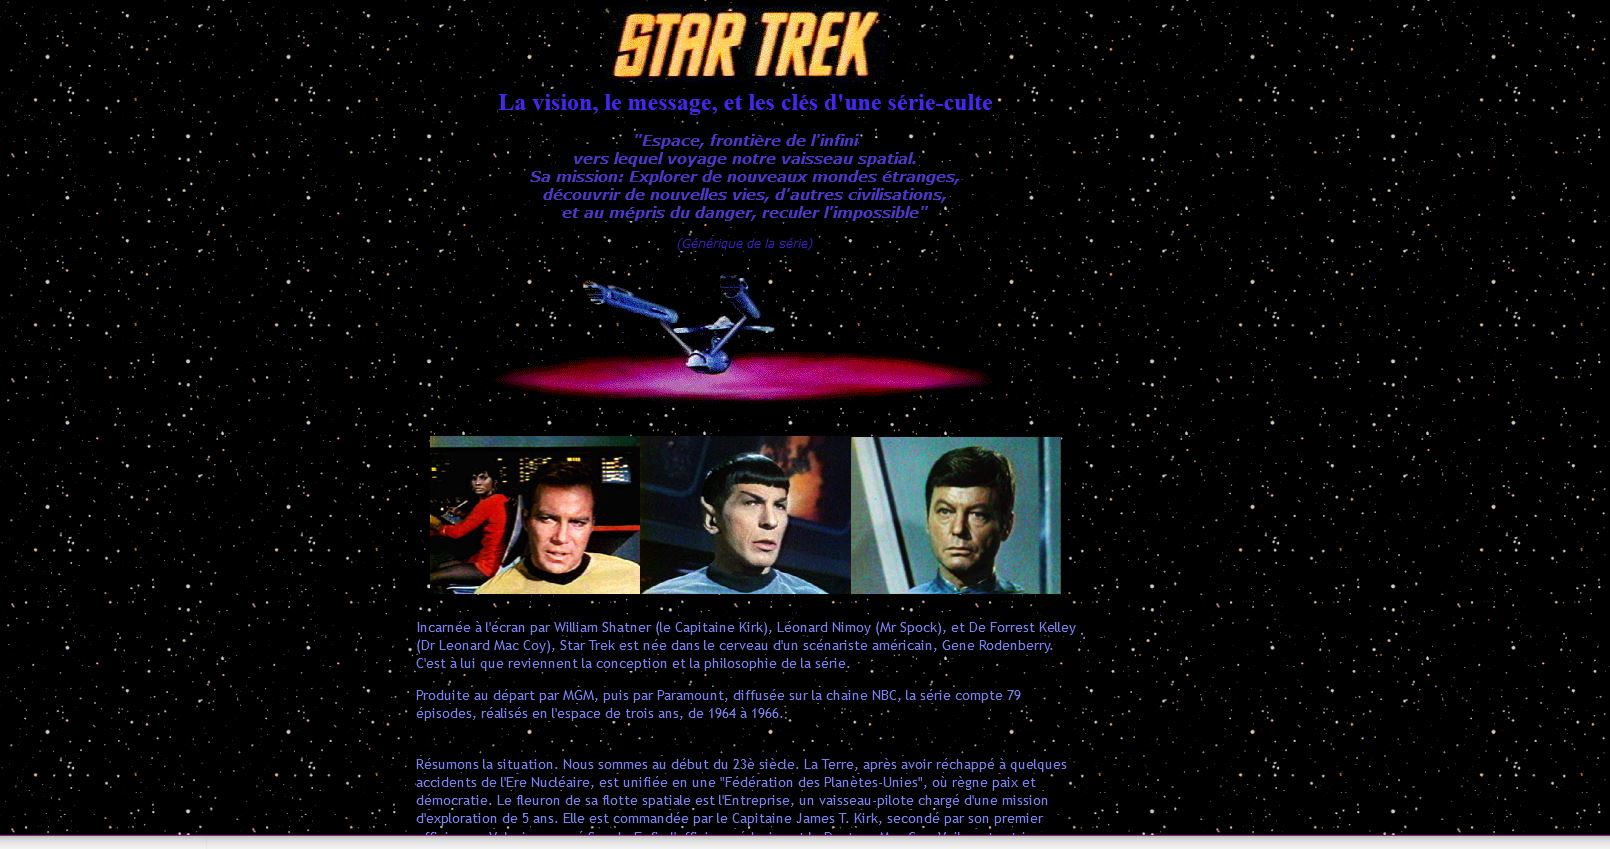 STAR TREK
La vision, le message, et les clés d'une série-culte
"Espace, frontière de l'infini
vers lequel voyage notre vaisseau spatial.
Sa mission: Explorer de nouveaux mondes étranges,
découvrir de nouvelles vies, d'autres civilisations,
et au mépris du danger, reculer l'impossible"
(Générique de la série)
Incarnée à l'écran par William Shatner (le Capitaine Kirk), Léonard Nimoy (Mr Spock), et De Forrest Kelley
(Dr Leonard Mac Coy), Star Trek est née dans le cerveau d'un scénariste américain, Gene Rodenberry.
C'est à lui que reviennent la conception et la philosophie de la série.
Produite au départ par MGM, puis par Paramount, diffusée sur la chaine NBC, la série compte 79
épisodes, réalisés en l'espace de trois ans, de 1964 à 1966.
Résumons la situation. Nous sommes au début du 23è siècle. La Terre, après avoir réchappé à quelques
accidents de l'Ere Nucléaire, est unifiée en une "Fédération des Planètes-Unies", où règne paix et
démocratie. Le fleuron de sa flotte spatiale est l'Entreprise, un vaisseau-pilote chargé d'une mission
d'exploration de 5 ans. Elle est commandée par le Capitaine James T. Kirk, secondé par son premier